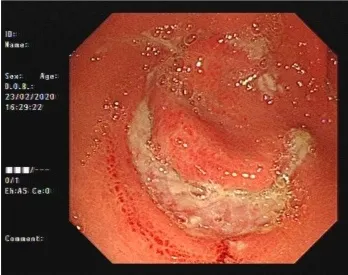 ID:
Name:
Sex: Age:
D.O.B.:
23/02/2020
16:29:22
0/1
Eh:A5 Ce:0
Comment: